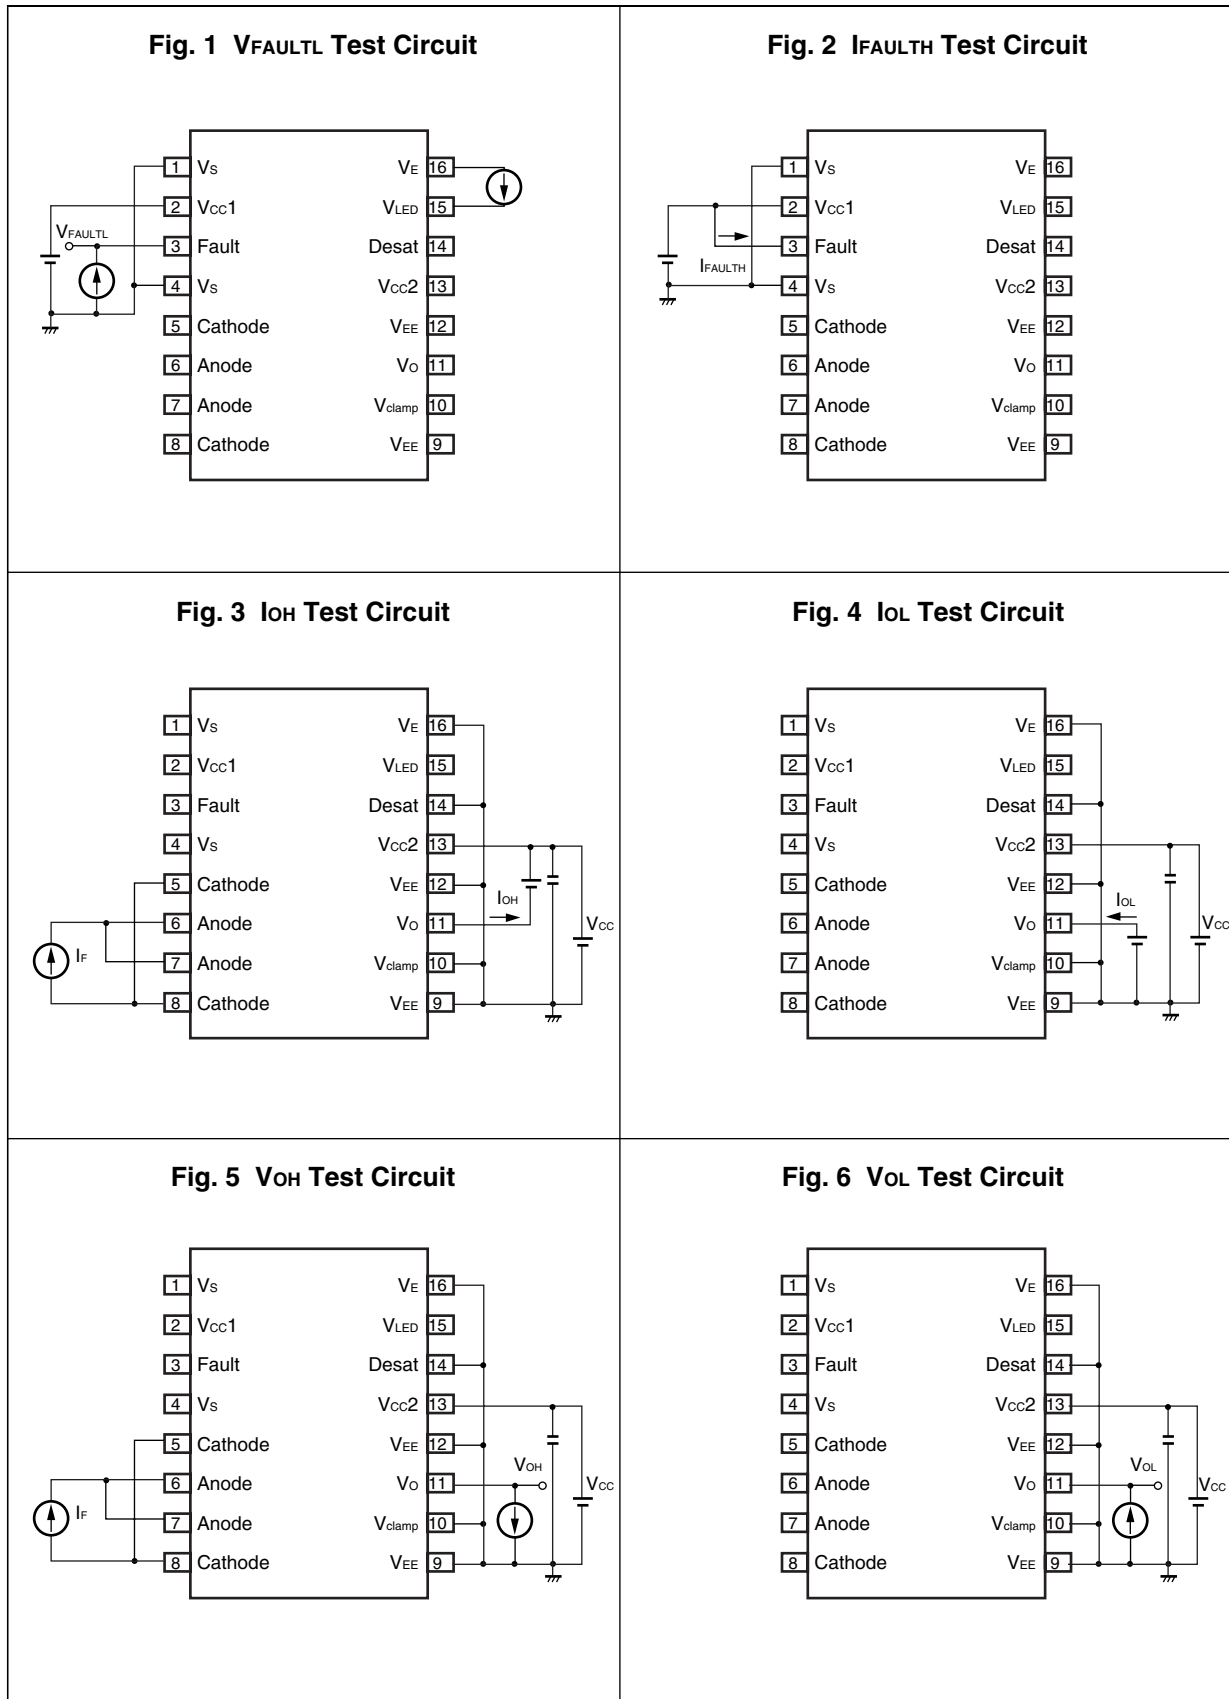 Fig. 1 VFAULTL Test Circuit
1 VS VE 16
2 VCC1 VLED 15
VFAULTL
3 Fault Desat 14
4 VS VCC2 13
5 Cathode VEE 12
6 Anode VO 11
7 Anode Vclamp 10
8 Cathode VEE 9
Fig. 2 IFAULTH Test Circuit
1 VS VE 16
2 VCC1 VLED 15
3 Fault Desat 14
IFAULTH
4 VS VCC2 13
5 Cathode VEE 12
6 Anode VO 11
7 Anode Vclamp 10
8 Cathode VEE 9
Fig. 3 IOH Test Circuit
1 VS VE 16
2 VCC1 VLED 15
3 Fault Desat 14
4 VS VCC2 13
5 Cathode VEE 12
IOH
6 Anode VO 11
VCC
IF
7 Anode Vclamp 10
8 Cathode VEE 9
Fig. 4 IOL Test Circuit
1 VS VE 16
2 VCC1 VLED 15
3 Fault Desat 14
4 VS VCC2 13
5 Cathode VEE 12
IOL
6 Anode VO 11
VCC
7 Anode Vclamp 10
8 Cathode VEE 9
Fig. 5 VOH Test Circuit
1 VS VE 16
2 VCC1 VLED 15
3 Fault Desat 14
4 VS VCC2 13
5 Cathode VEE 12
VOH
6 Anode VO 11
VCC
IF
7 Anode Vclamp 10
8 Cathode VEE 9
Fig. 6 VOL Test Circuit
1 VS VE 16
2 VCC1 VLED 15
3 Fault Desat 14
4 VS VCC2 13
5 Cathode VEE 12
VOL
6 Anode VO 11
VCC
7 Anode Vclamp 10
8 Cathode VEE 9